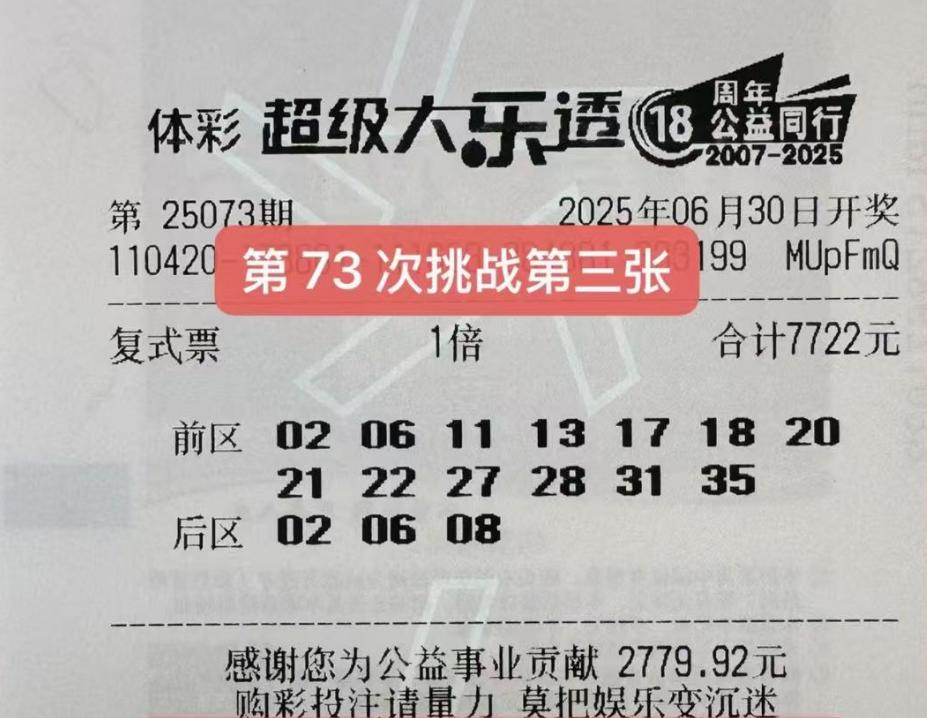 体彩 超级大乐透 18 周年 公益同行 2007-2025
第 25073期 2025年06月30日开奖
110420- 199 MUpFmQ
第73次挑战第三张
复式票 1倍 合计7722元
前区 02 06 11 13 17 18 20
21 22 27 28 31 35
后区 02 06 08
感谢您为公益事业贡献 2779.92元
购彩投注请量力 莫把娱乐变沉迷